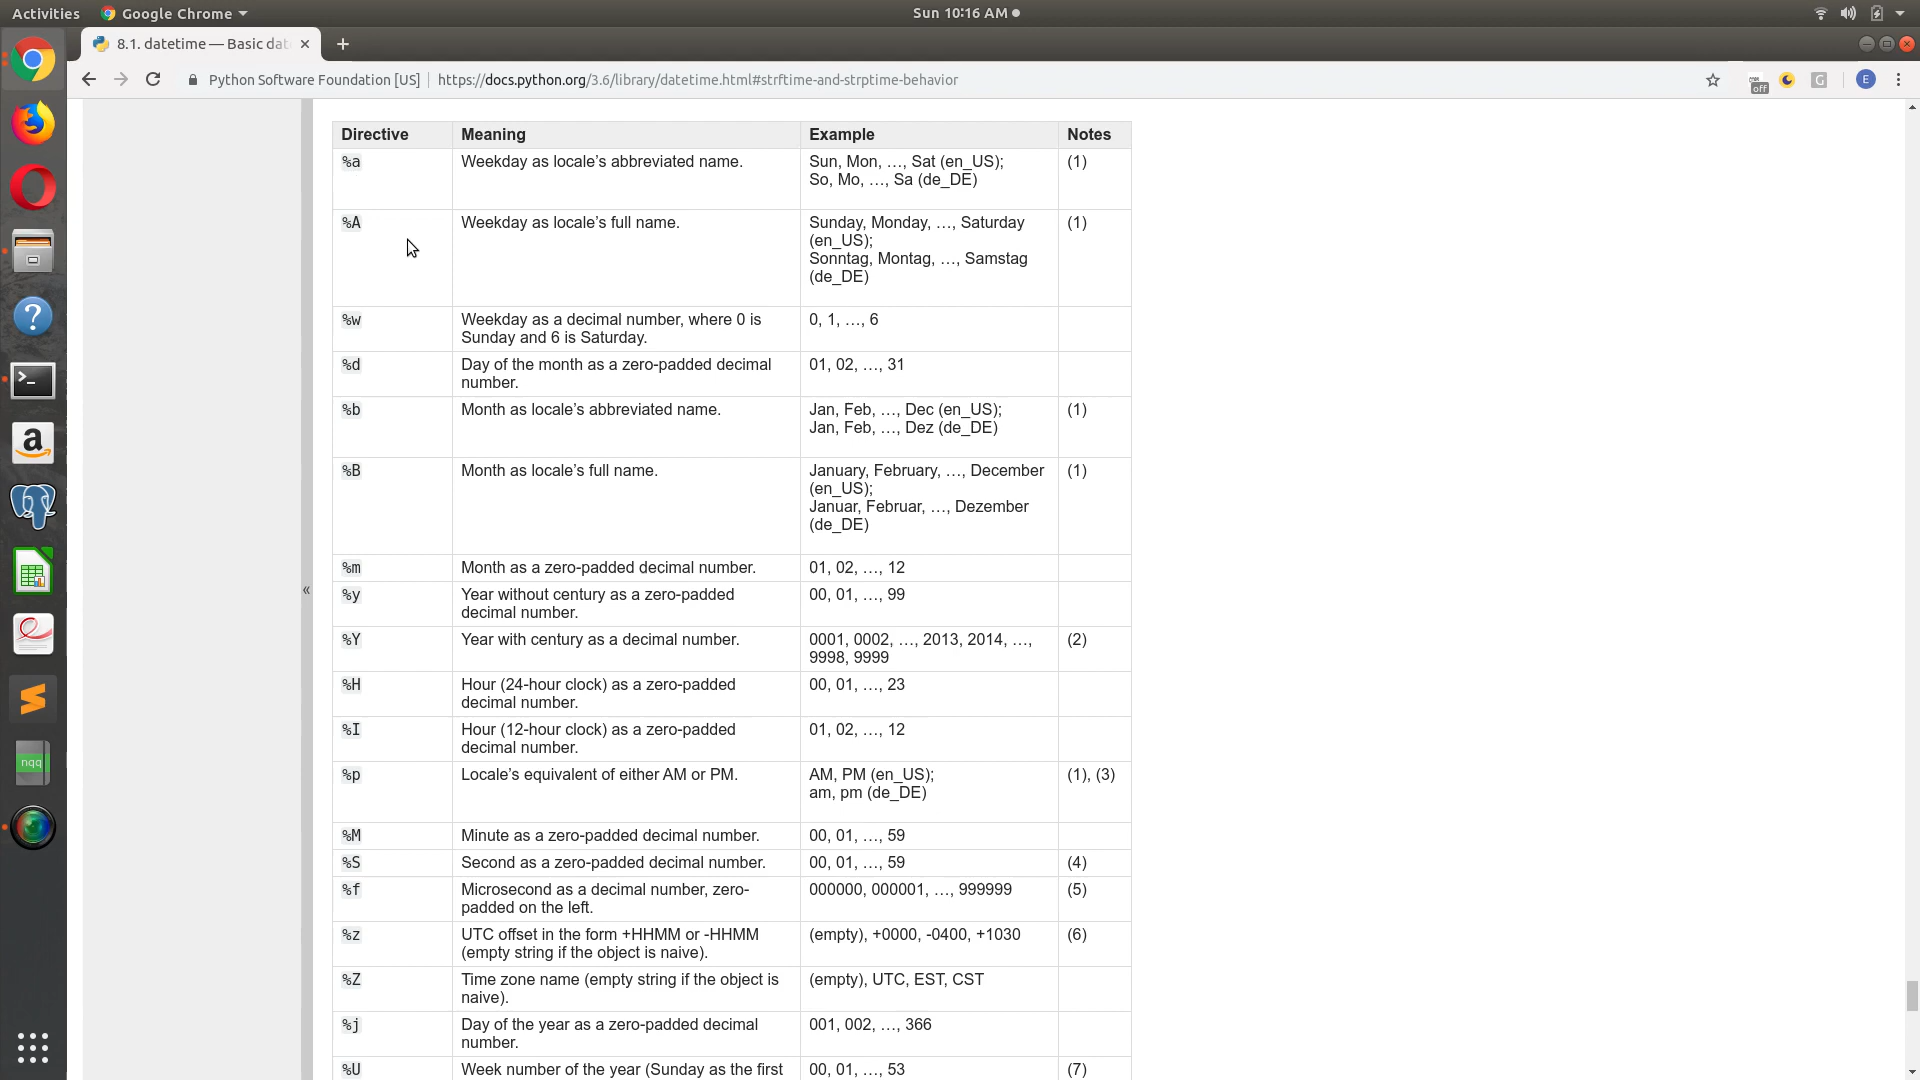 Activities
Google Chrome
Sun 10:16 AM
8.1. datetime — Basic dat
Python Software Foundation [US]
https://docs.python.org/3.6/library/datetime.html#strftime-and-strptime-behavior
off
G
E
Directive Meaning Example Notes
%a Weekday as locale’s abbreviated name. Sun, Mon, …, Sat (en_US); (1)
So, Mo, …, Sa (de_DE)
%A Weekday as locale’s full name. Sunday, Monday, …, Saturday (1)
(en_US);
Sonntag, Montag, …, Samstag
(de_DE)
%w Weekday as a decimal number, where 0 is 0, 1, …, 6
Sunday and 6 is Saturday.
%d Day of the month as a zero-padded decimal 01, 02, …, 31
number.
%b Month as locale’s abbreviated name. Jan, Feb, …, Dec (en_US); (1)
Jan, Feb, …, Dez (de_DE)
%B Month as locale’s full name. January, February, …, December (1)
(en_US);
Januar, Februar, …, Dezember
(de_DE)
%m Month as a zero-padded decimal number. 01, 02, …, 12
%y Year without century as a zero-padded 00, 01, …, 99
decimal number.
%Y Year with century as a decimal number. 0001, 0002, …, 2013, 2014, …, (2)
9998, 9999
%H Hour (24-hour clock) as a zero-padded 00, 01, …, 23
decimal number.
%I Hour (12-hour clock) as a zero-padded 01, 02, …, 12
decimal number.
%p Locale’s equivalent of either AM or PM. AM, PM (en_US); (1), (3)
am, pm (de_DE)
%M Minute as a zero-padded decimal number. 00, 01, …, 59
%S Second as a zero-padded decimal number. 00, 01, …, 59 (4)
%f Microsecond as a decimal number, zero- 000000, 000001, …, 999999 (5)
padded on the left.
%z UTC offset in the form +HHMM or -HHMM (empty), +0000, -0400, +1030 (6)
(empty string if the object is naive).
%Z Time zone name (empty string if the object is (empty), UTC, EST, CST
naive).
%j Day of the year as a zero-padded decimal 001, 002, …, 366
number.
%U Week number of the year (Sunday as the first 00, 01, …, 53 (7)
«
a
nqq